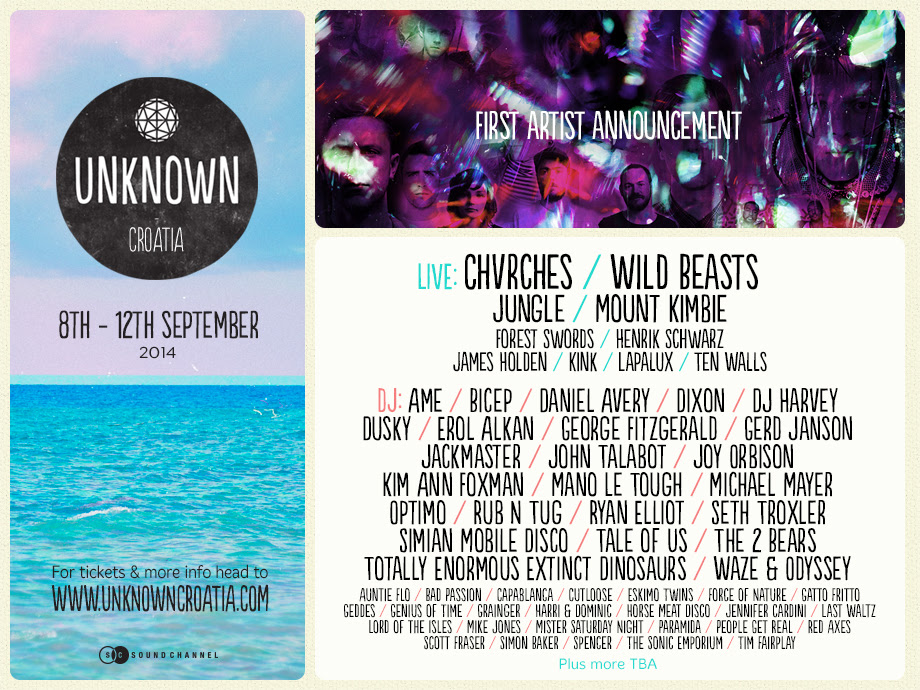 UNKNOWN
CROATIA
8TH - 12TH SEPTEMBER
2014
For tickets & more info head to
WWW.UNKNOWNCROATIA.COM
S C SOUND CHANNEL
FIRST ARTIST ANNOUNCEMENT
LIVE: CHVRCHES / WILD BEASTS
JUNGLE / MOUNT KIMBIE
FOREST SWORDS / HENRIK SCHWARZ
JAMES HOLDEN / KINK / LAPALUX / TEN WALLS
DJ: AME / BICEP / DANIEL AVERY / DIXON / DJ HARVEY
DUSKY / EROL ALKAN / GEORGE FITZGERALD / GERD JANSON
JACKMASTER / JOHN TALABOT / JOY ORBISON
KIM ANN FOXMAN / MANO LE TOUGH / MICHAEL MAYER
OPTIMO / RUB N TUG / RYAN ELLIOT / SETH TROXLER
SIMIAN MOBILE DISCO / TALE OF US / THE 2 BEARS
TOTALLY ENORMOUS EXTINCT DINOSAURS / WAZE & ODYSSEY
AUNTIE FLO / BAD PASSION / CAPABLANCA / CUTLOOSE / ESKIMO TWINS / FORCE OF NATURE / GATTO FRITTO
GEDDES / GENIUS OF TIME / GRAINGER / HARRI & DOMINIC / HORSE MEAT DISCO / JENNIFER CARDINI / LAST WALTZ
LORD OF THE ISLES / MIKE JONES / MISTER SATURDAY NIGHT / PARAMIDA / PEOPLE GET REAL / RED AXES
SCOTT FRASER / SIMON BAKER / SPENCER / THE SONIC EMPORIUM / TIM FAIRPLAY
Plus more TBA